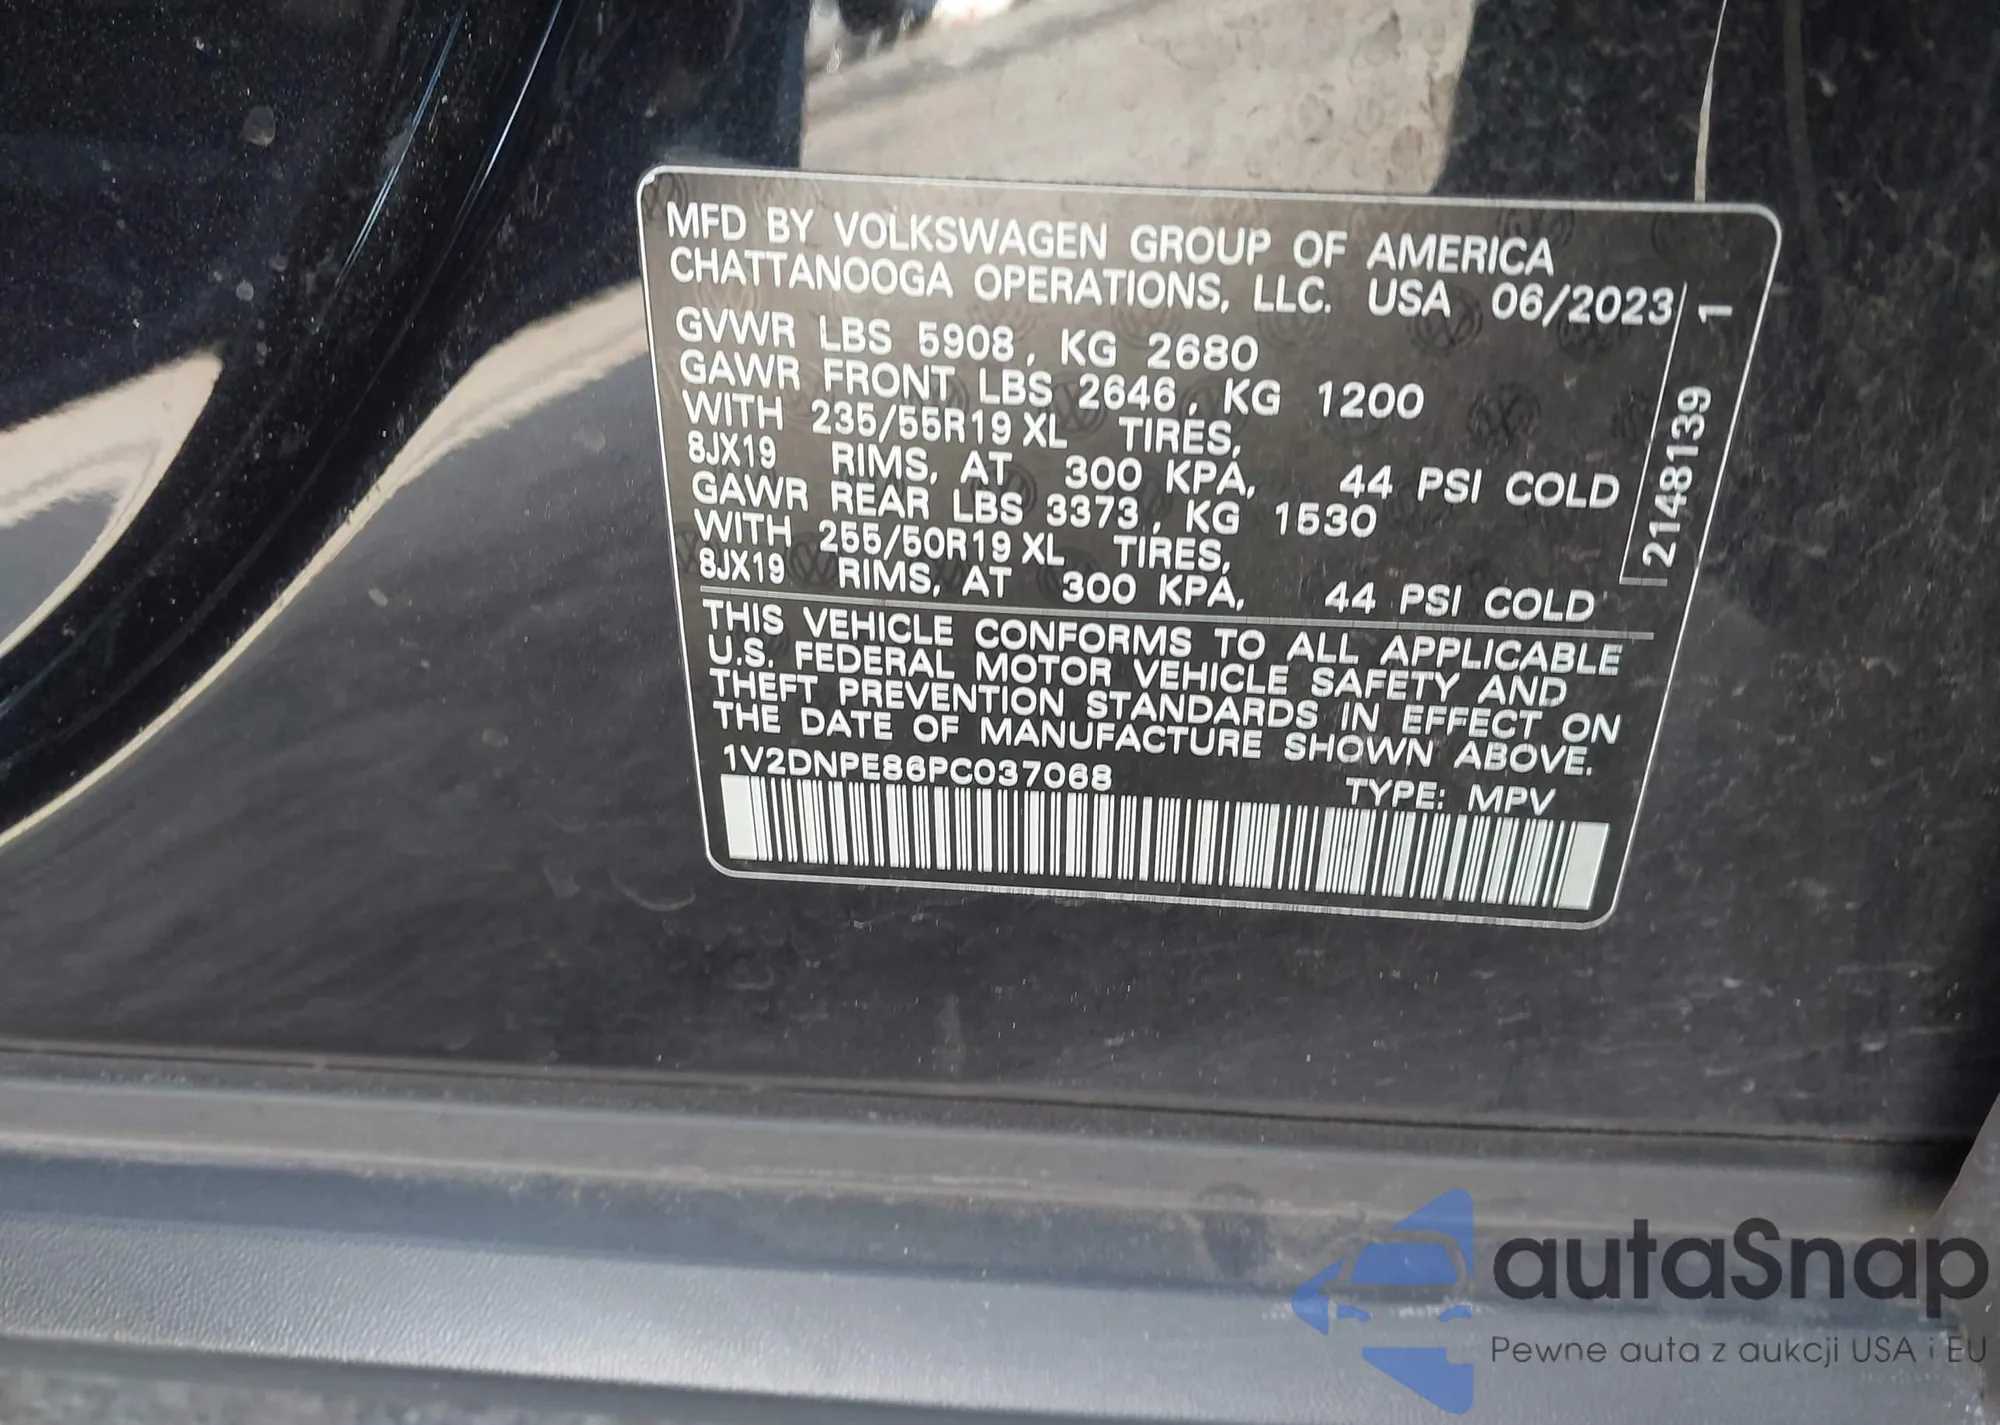 MFD BY VOLKSWAGEN GROUP OF AMERICA
CHATTANOOGA OPERATIONS, LLC. USA 06/2023
GVWR LBS 5908, KG 2680
GAWR FRONT LBS 2646, KG 1200
WITH 235/55R19 XL TIRES,
8JX19 RIMS, AT 300 KPA, 44 PSI COLD
GAWR REAR LBS 3373, KG 1530
WITH 255/50R19 XL TIRES,
8JX19 RIMS, AT 300 KPA, 44 PSI COLD
THIS VEHICLE CONFORMS TO ALL APPLICABLE
U.S. FEDERAL MOTOR VEHICLE SAFETY AND
THEFT PREVENTION STANDARDS IN EFFECT ON
THE DATE OF MANUFACTURE SHOWN ABOVE.
1V2DNPE86PC037068 TYPE: MPV
2148139 1
autaSnap
Pewne auta z aukcji USA i EU